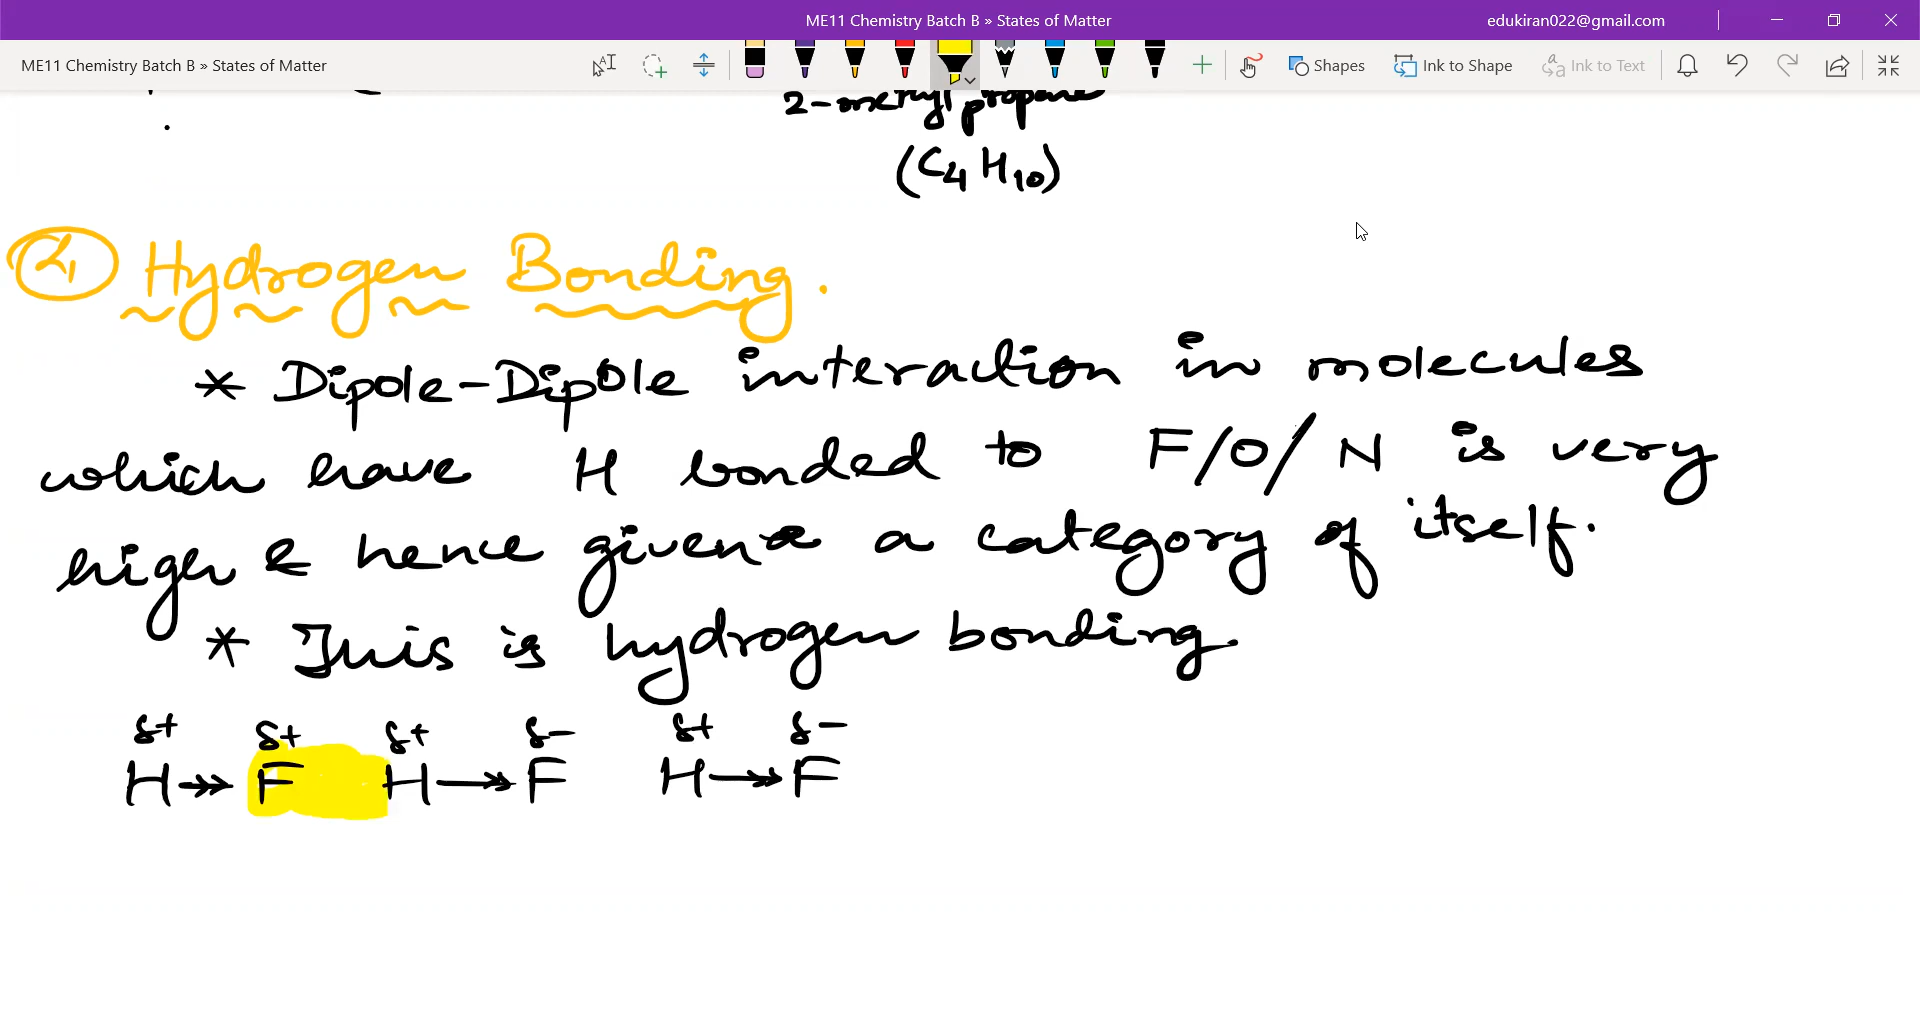 ME11 Chemistry Batch B » States of Matter
edukiran022@gmail.com
ME11 Chemistry Batch B » States of Matter
Shapes
Ink to Shape
Ink to Text
2-methyl propane
(C4H10)
4 Hydrogen Bonding.
* Dipole-Dipole interaction in molecules
which have H bonded to F/O/N is very
high & hence given a category of itself.
* This is hydrogen bonding.
δ+ δ+ δ+ δ- δ+ δ-
H→F H→F H→F